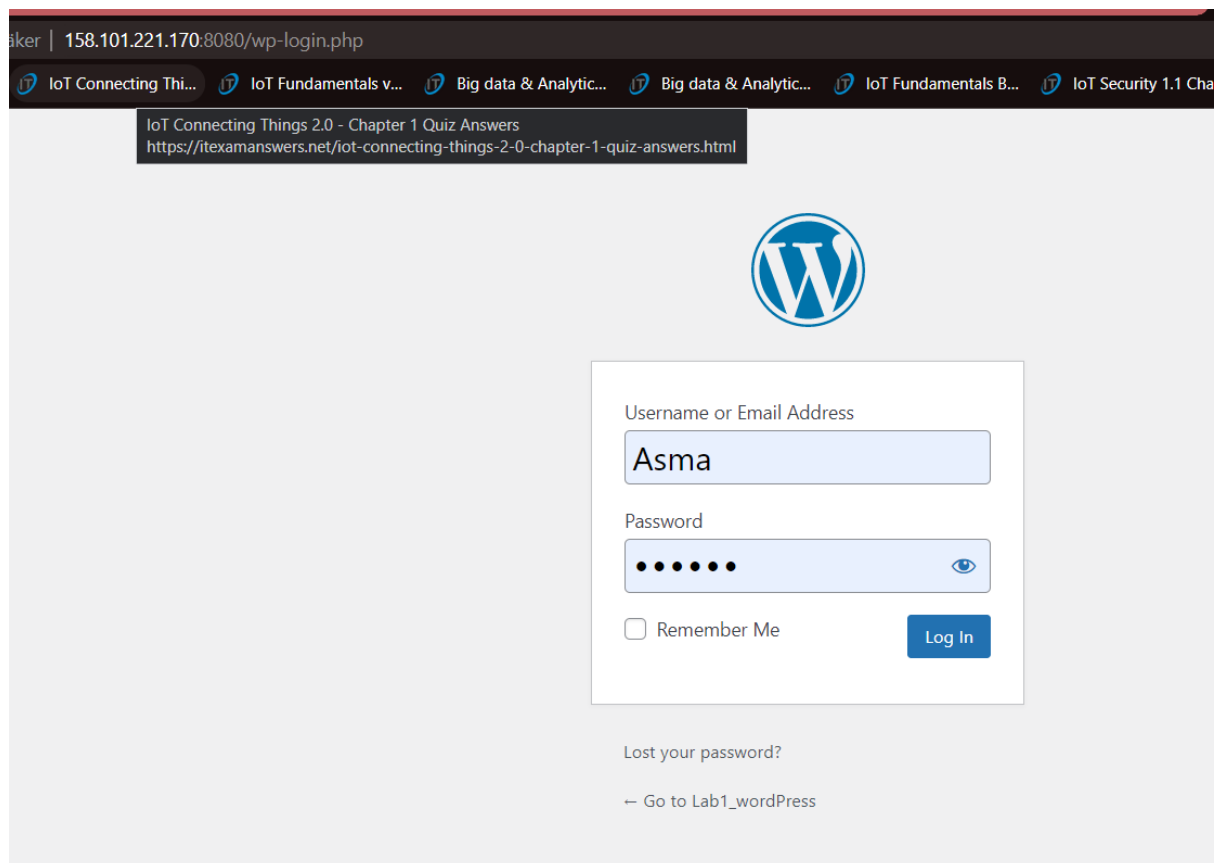 äker | 158.101.221.170:8080/wp-login.php
IoT Connecting Thi... IoT Fundamentals v... Big data & Analytic... Big data & Analytic... IoT Fundamentals B... IoT Security 1.1 Cha
IoT Connecting Things 2.0 - Chapter 1 Quiz Answers
https://itexamanswers.net/iot-connecting-things-2-0-chapter-1-quiz-answers.html
Username or Email Address
Asma
Password
Remember Me
Log In
Lost your password?
← Go to Lab1_wordPress